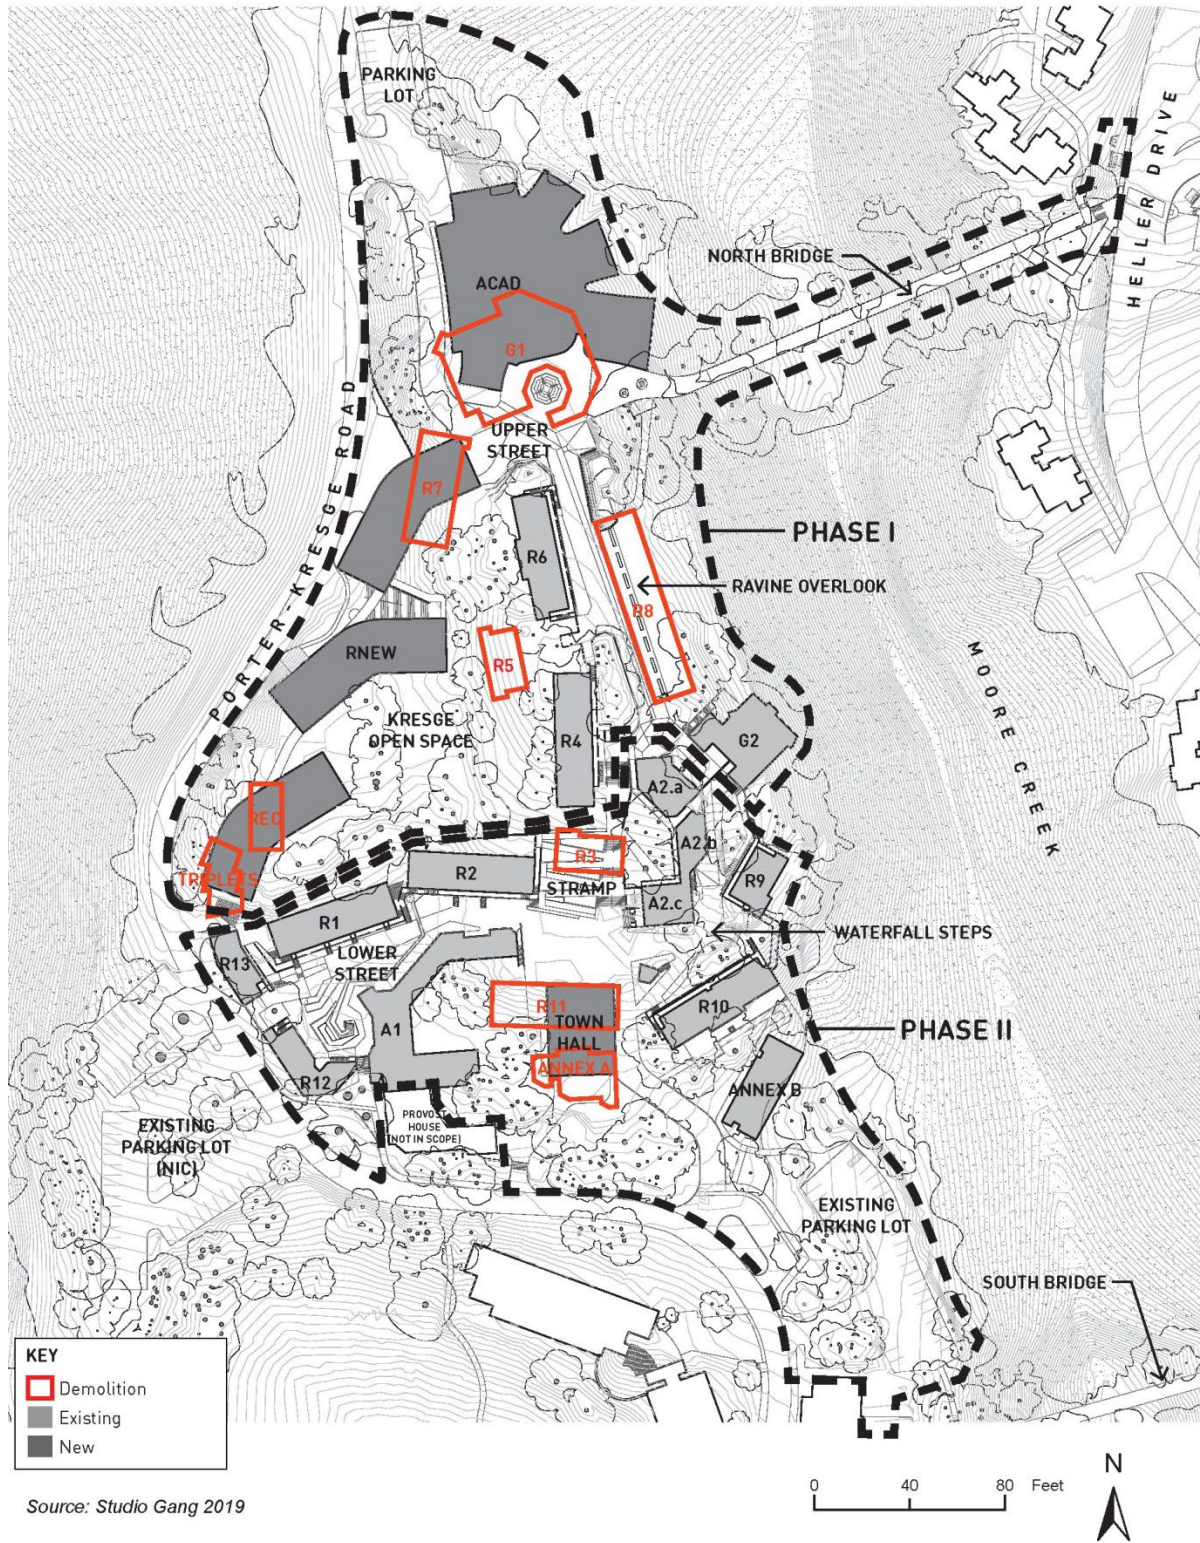 PARKING
LOT
HELLER DRIVE
NORTH BRIDGE
ACAD
G1
PORTER-KRESGE ROAD
UPPER
STREET
R7
R6
PHASE I
RAVINE OVERLOOK
R8
RNEW
R5
MOORE CREEK
KRESGE
OPEN SPACE
R4
G2
A2.a
REC
A2.b
R3
TRIPLETS
R2
STRAMP
R9
A2.c
R1
WATERFALL STEPS
LOWER
STREET
R13
R11
R10
TOWN
HALL
A1
PHASE II
ANNEX A
R12
ANNEX B
PROVOST
HOUSE
(NOT IN SCOPE)
EXISTING
PARKING LOT
(NIC)
EXISTING
PARKING LOT
SOUTH BRIDGE
KEY
Demolition
Existing
New
Source: Studio Gang 2019
0 40 80 Feet
N